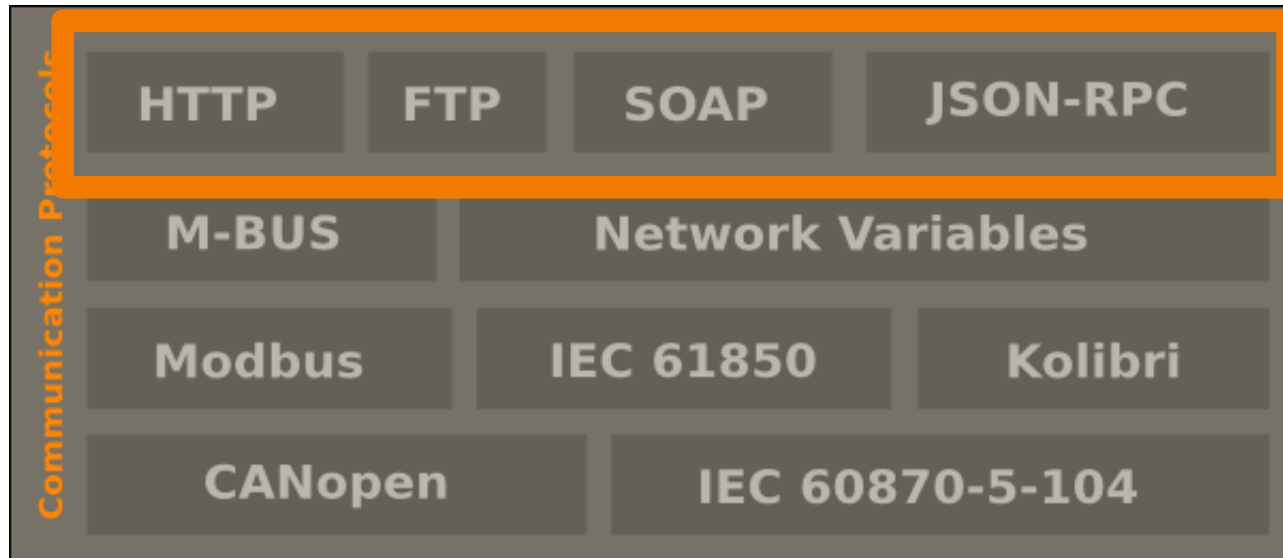 Communication Protocols
HTTP FTP SOAP JSON-RPC
M-BUS Network Variables
Modbus IEC 61850 Kolibri
CANopen IEC 60870-5-104